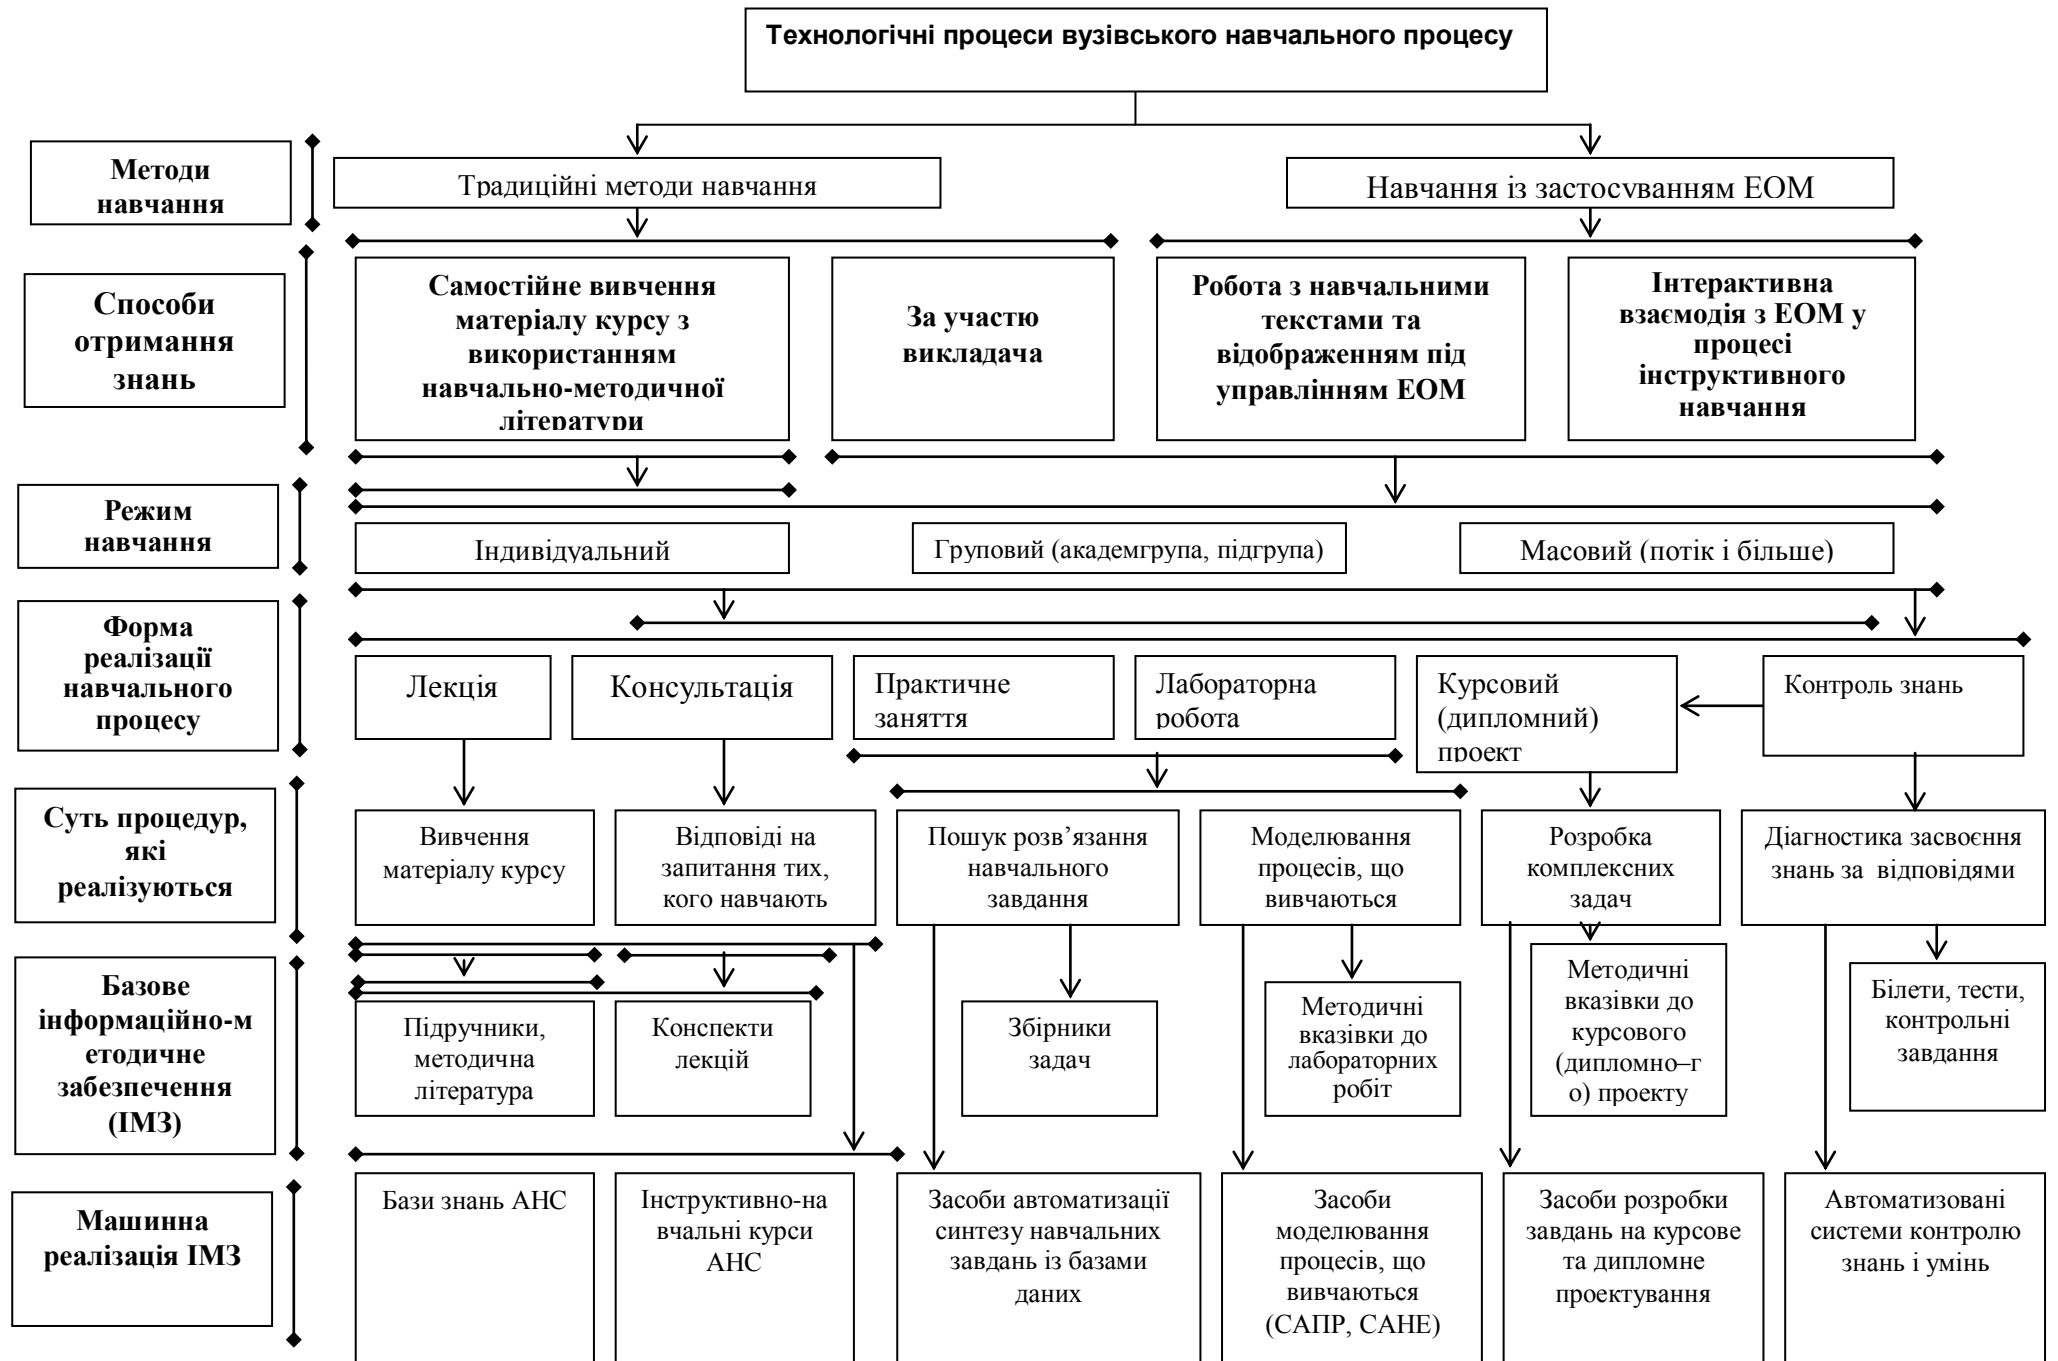 Технологічні процеси вузівського навчального процесу
Методи
навчання
Традиційні методи навчання
Навчання із застосуванням ЕОМ
Способи
отримання
знань
Самостійне вивчення
матеріалу курсу з
використанням
навчально-методичної
літератури
За участю
викладача
Робота з навчальними
текстами та
відображенням під
управлінням ЕОМ
Інтерактивна
взаємодія з ЕОМ у
процесі
інструктивного
навчання
Режим
навчання
Індивідуальний
Груповий (академгрупа, підгрупа)
Масовий (потік і більше)
Форма
реалізації
навчального
процесу
Лекція
Консультація
Практичне
заняття
Лабораторна
робота
Курсовий
(дипломний)
проект
Контроль знань
Суть процедур,
які
реалізуються
Вивчення
матеріалу курсу
Відповіді на
запитання тих,
кого навчають
Пошук розв’язання
навчального
завдання
Моделювання
процесів, що
вивчаються
Розробка
комплексних
задач
Діагностика засвоєння
знань за відповідями
Базове
інформаційно-м
етодичне
забезпечення
(ІМЗ)
Підручники,
методична
література
Конспекти
лекцій
Збірники
задач
Методичні
вказівки до
лабораторних
робіт
Методичні
вказівки до
курсового
(дипломно–г
о) проекту
Білети, тести,
контрольні
завдання
Машинна
реалізація ІМЗ
Бази знань АНС
Інструктивно-на
вчальні курси
АНС
Засоби автоматизації
синтезу навчальних
завдань із базами
даних
Засоби
моделювання
процесів, що
вивчаються
(САПР, САНЕ)
Засоби розробки
завдань на курсове
та дипломне
проектування
Автоматизовані
системи контролю
знань і умінь